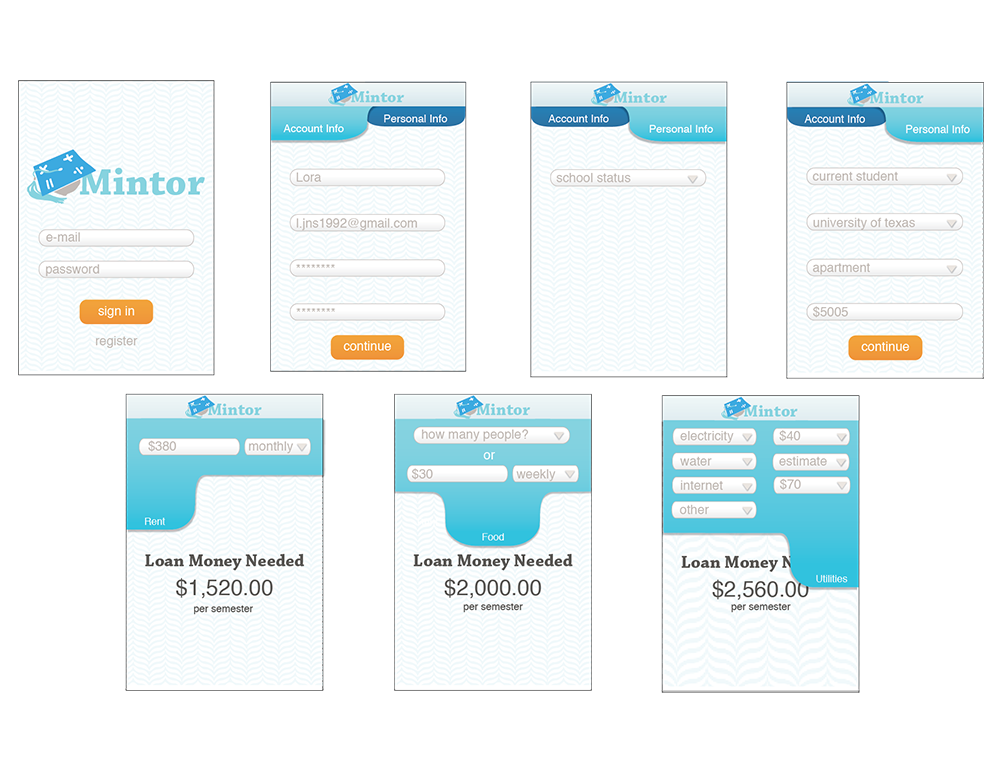 Mintor
e-mail
password
sign in
register
Mintor
Account Info
Personal Info
Lora
l.jns1992@gmail.com
********
********
continue
Mintor
Account Info
Personal Info
school status
Mintor
Account Info
Personal Info
current student
university of texas
apartment
$5005
continue
Mintor
$380 monthly
Rent
Loan Money Needed
$1,520.00
per semester
Mintor
how many people?
or
$30 weekly
Food
Loan Money Needed
$2,000.00
per semester
Mintor
electricity $40
water estimate
internet $70
other
Utilities
Loan Money N
$2,560.00
per semester